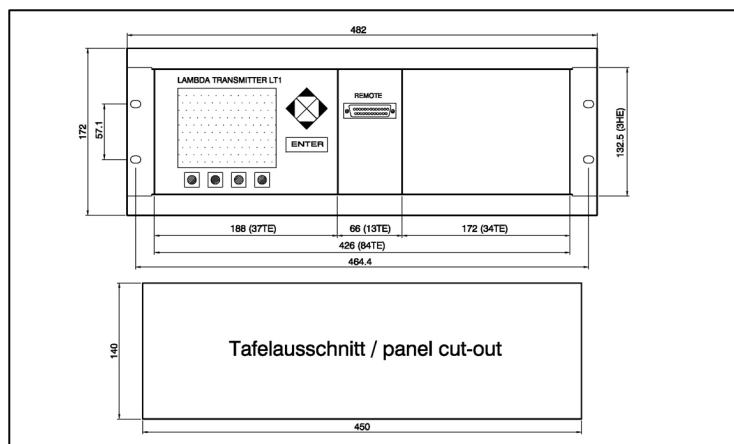 482
LAMBDA TRANSMITTER LT1
REMOTE
ENTER
172
57.1
132.5 (3HE)
188 (37TE)
66 (13TE)
172 (34TE)
426 (84TE)
464.4
140
Tafelausschnitt / panel cut-out
450